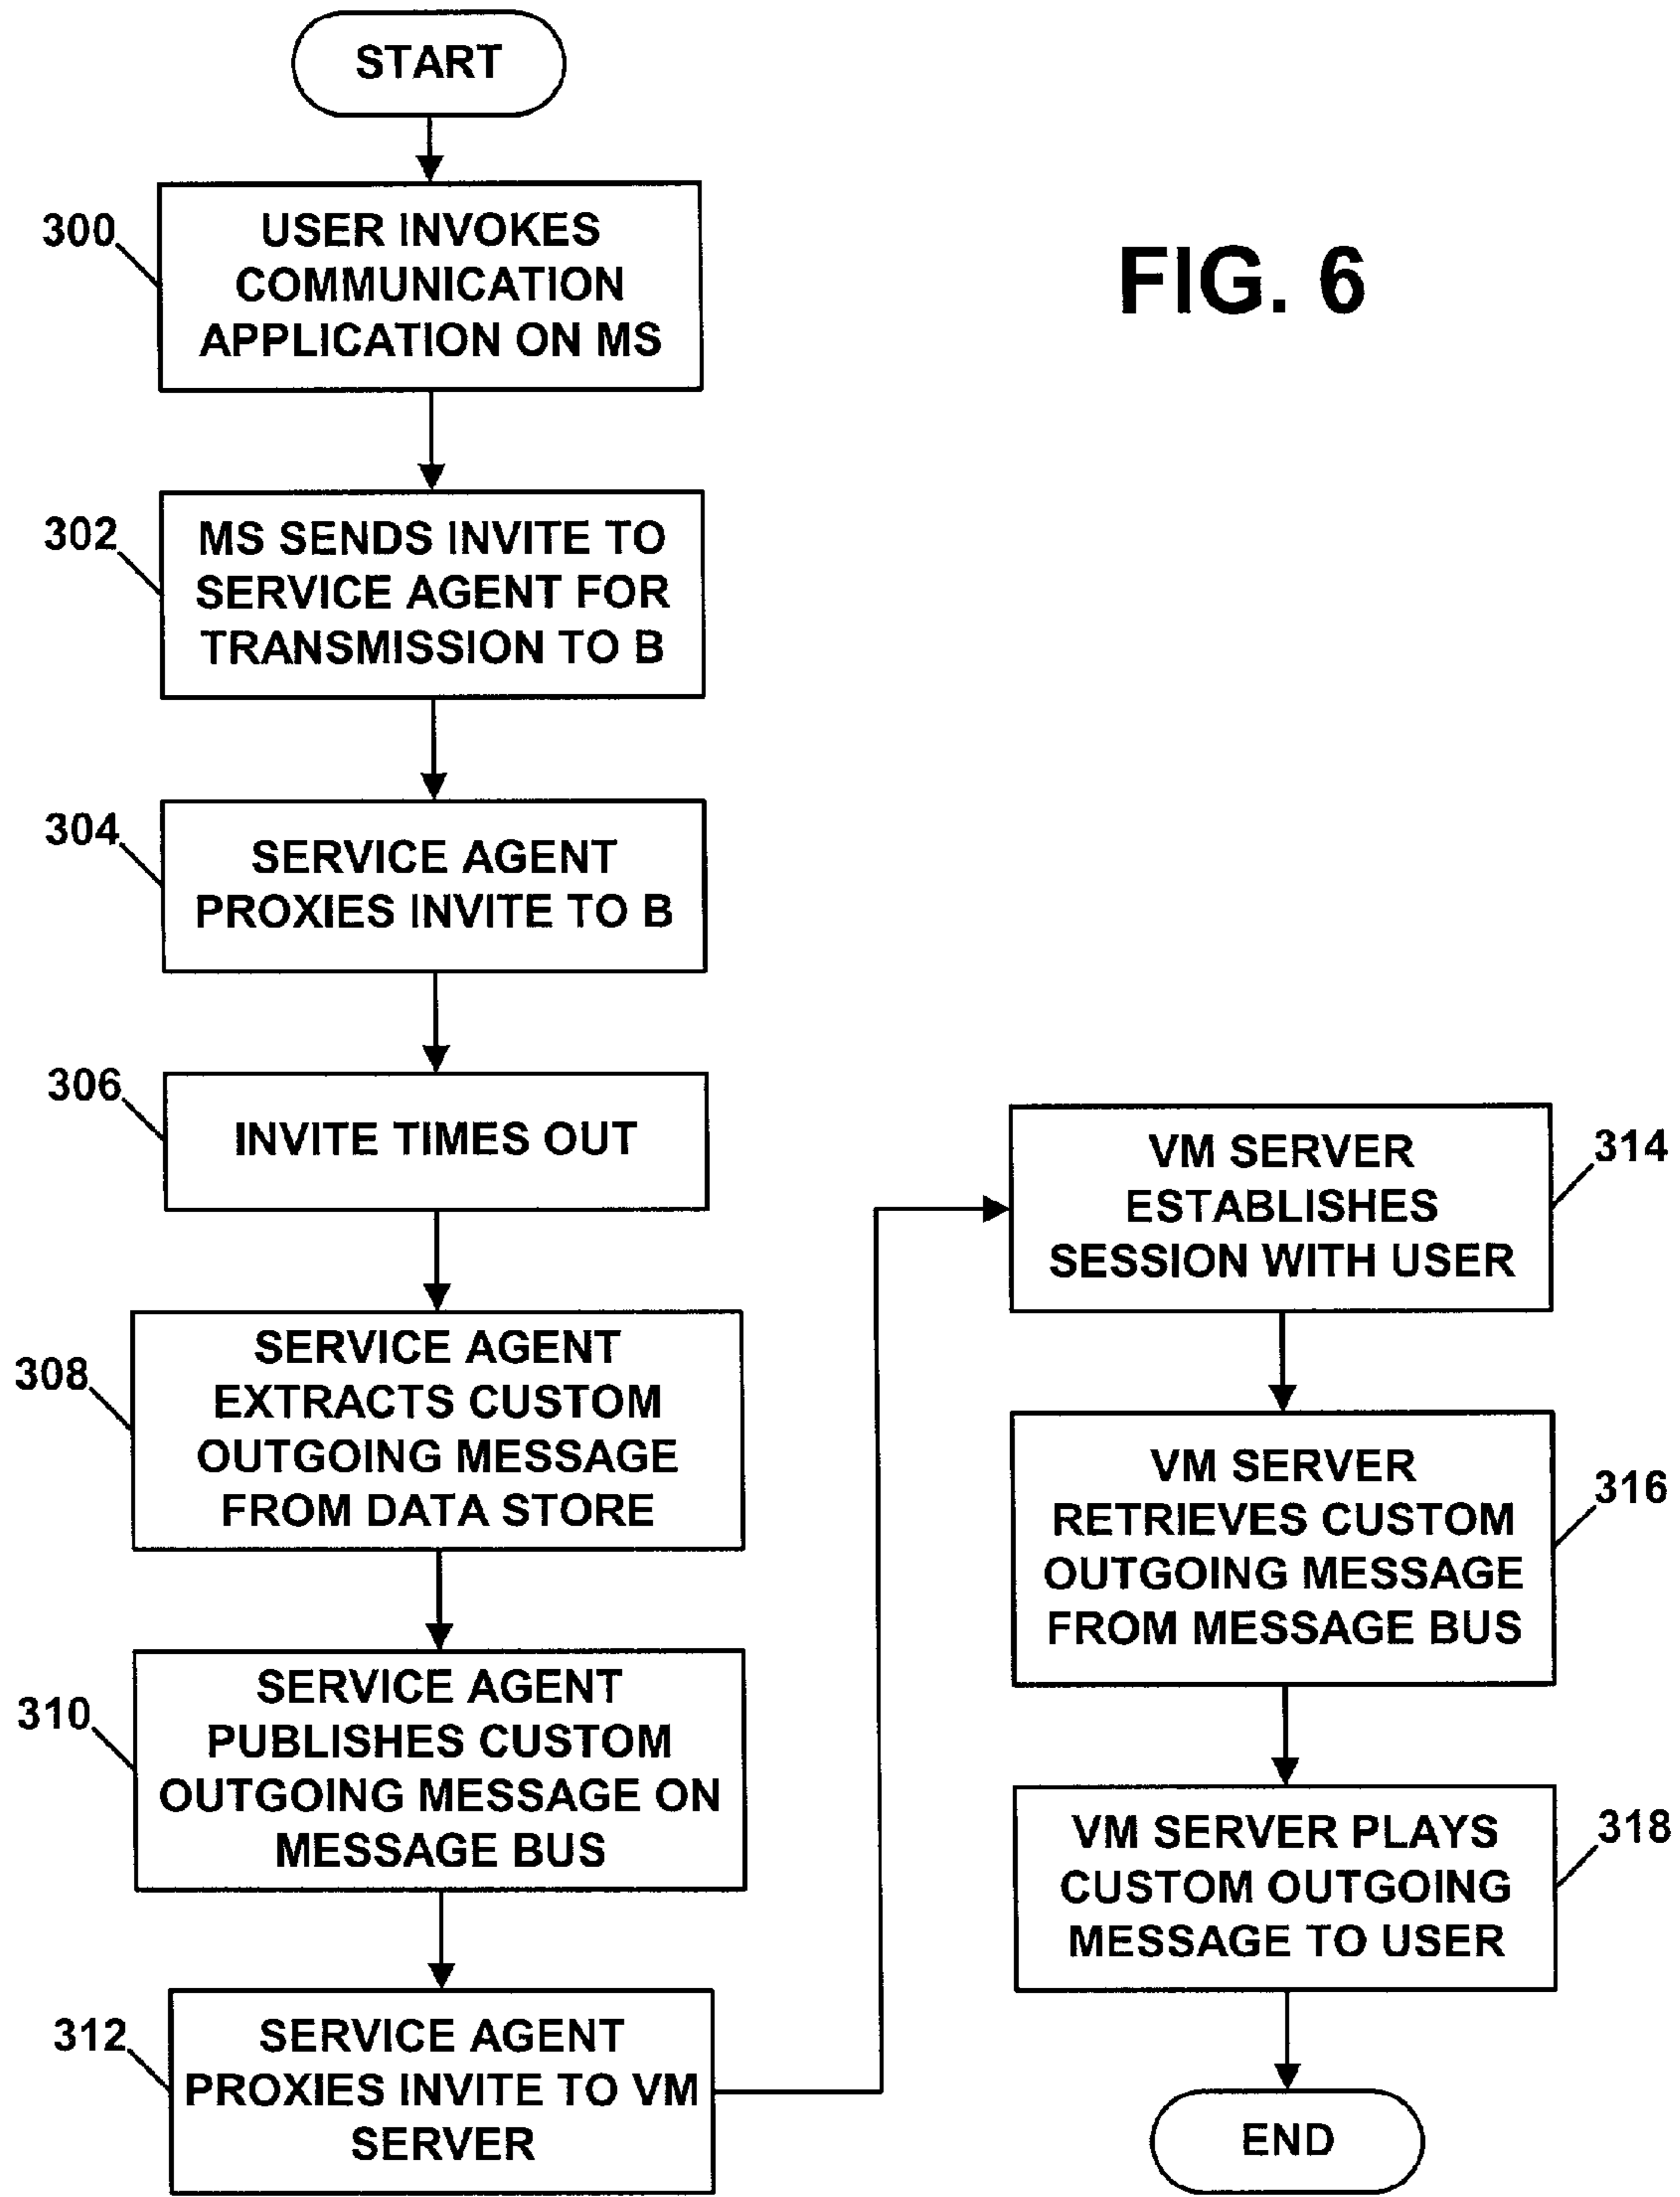 START
300
USER INVOKES
COMMUNICATION
APPLICATION ON MS
FIG. 6
302
MS SENDS INVITE TO
SERVICE AGENT FOR
TRANSMISSION TO B
304
SERVICE AGENT
PROXIES INVITE TO B
306
INVITE TIMES OUT
308
SERVICE AGENT
EXTRACTS CUSTOM
OUTGOING MESSAGE
FROM DATA STORE
310
SERVICE AGENT
PUBLISHES CUSTOM
OUTGOING MESSAGE ON
MESSAGE BUS
312
SERVICE AGENT
PROXIES INVITE TO VM
SERVER
VM SERVER
ESTABLISHES
SESSION WITH USER
314
VM SERVER
RETRIEVES CUSTOM
OUTGOING MESSAGE
FROM MESSAGE BUS
316
VM SERVER PLAYS
CUSTOM OUTGOING
MESSAGE TO USER
318
END